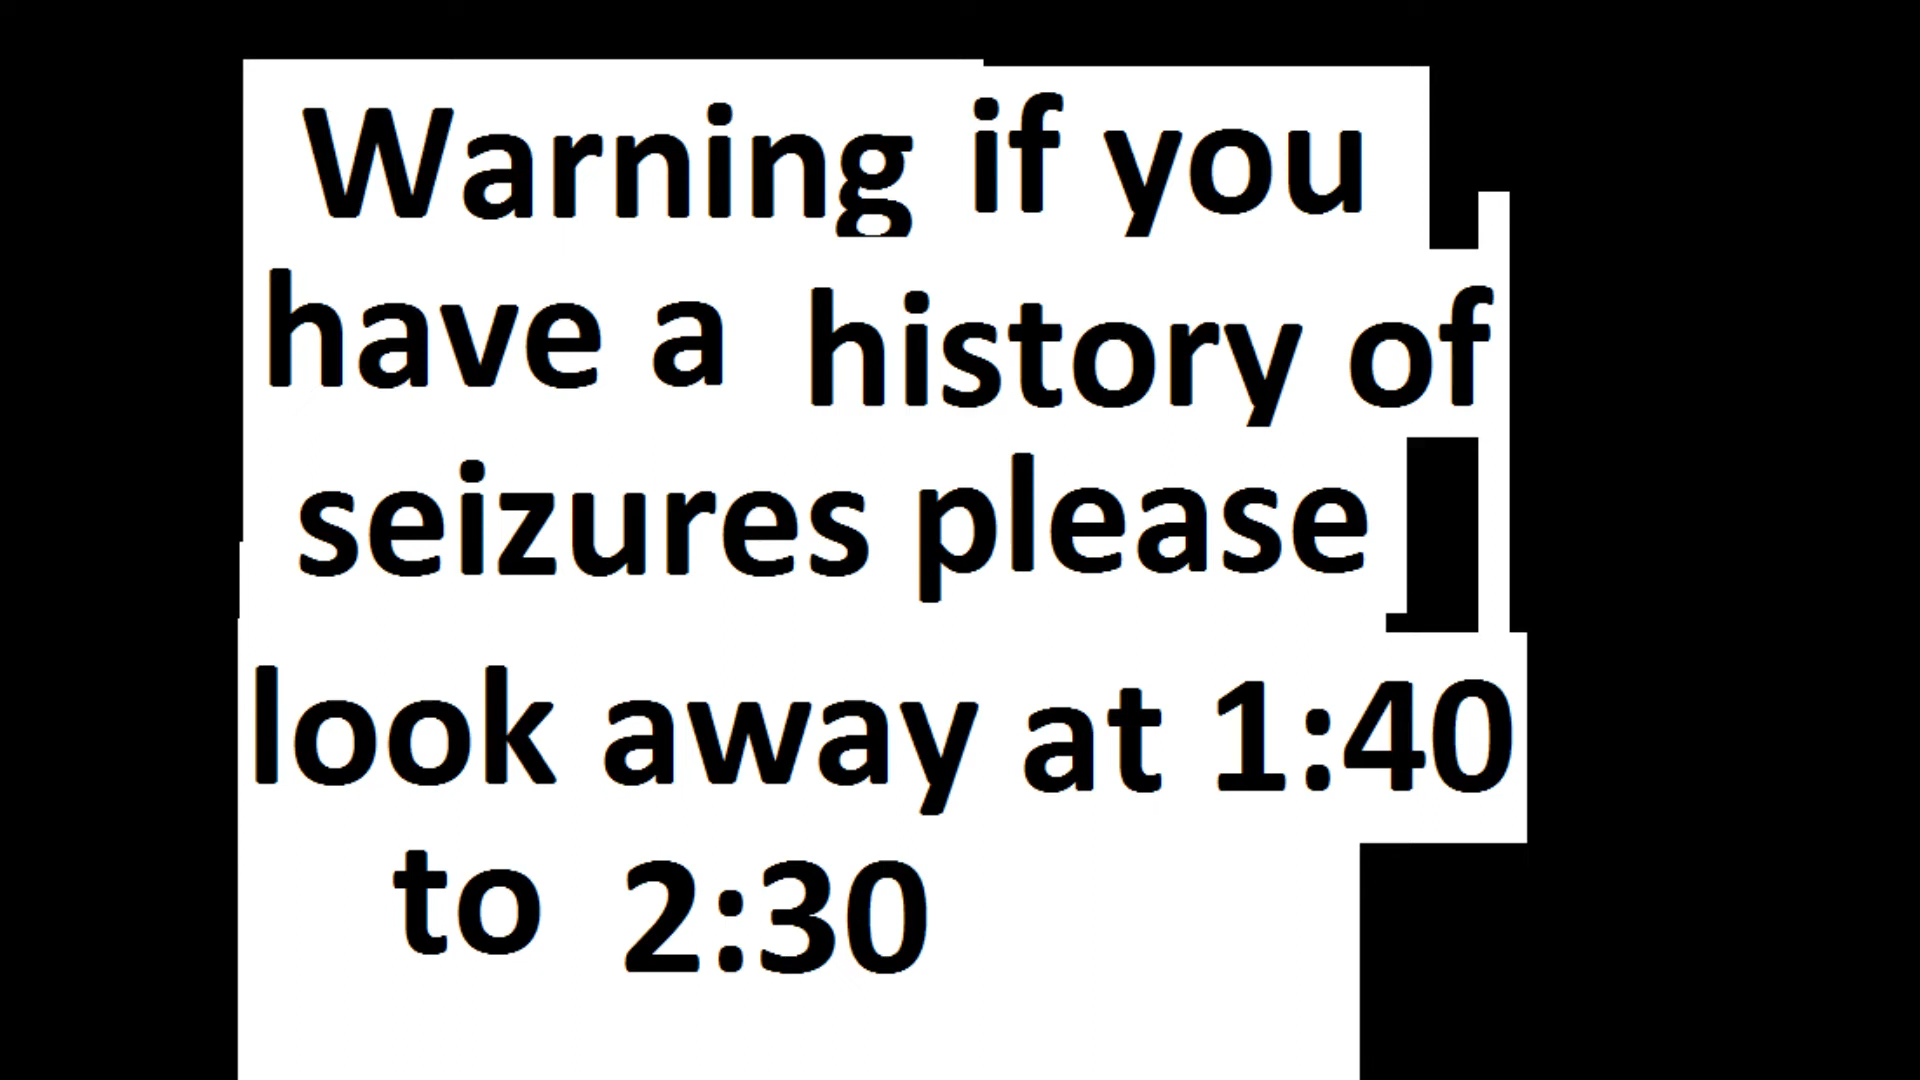 Warning if you
have a history of
seizures please
look away at 1:40
to 2:30